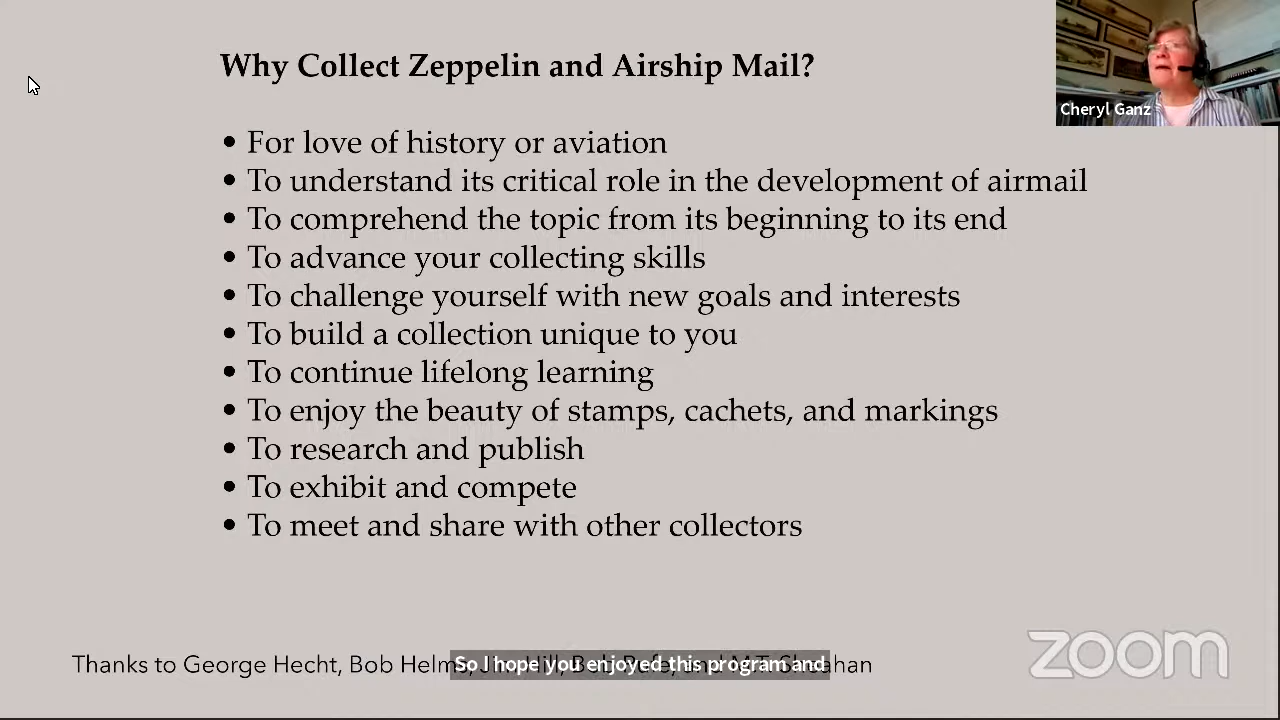 Why Collect Zeppelin and Airship Mail?
Cheryl Ganz
• For love of history or aviation
• To understand its critical role in the development of airmail
• To comprehend the topic from its beginning to its end
• To advance your collecting skills
• To challenge yourself with new goals and interests
• To build a collection unique to you
• To continue lifelong learning
• To enjoy the beauty of stamps, cachets, and markings
• To research and publish
• To exhibit and compete
• To meet and share with other collectors
Thanks to George Hecht, Bob
So I hope you enjoyed this program and
zoom